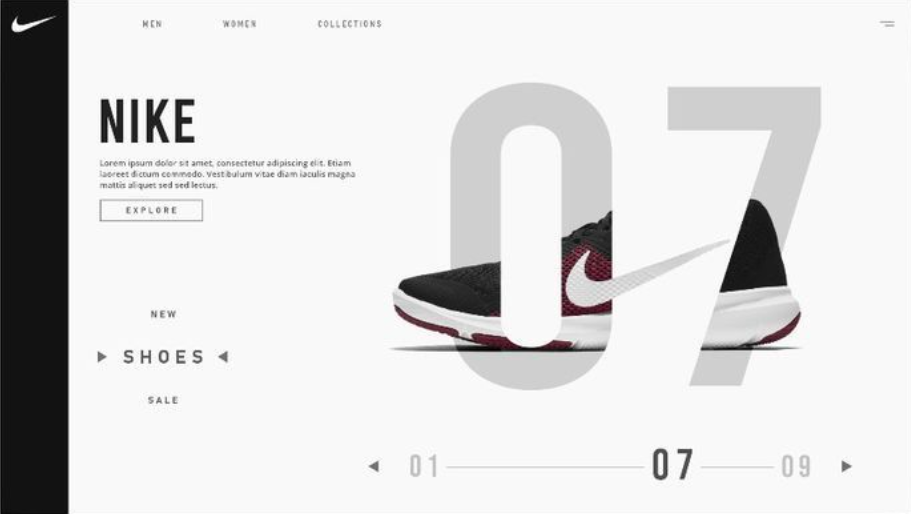 MEN
WOMEN
COLLECTIONS
NIKE
Lorem ipsum dolor sit amet, consectetur adipiscing elit. Etiam
laoreet dictum commodo. Vestibulum vitae diam iaculis magna
mattis aliquet sed sed lectus.
EXPLORE
07
NEW
SHOES
SALE
01
07
09